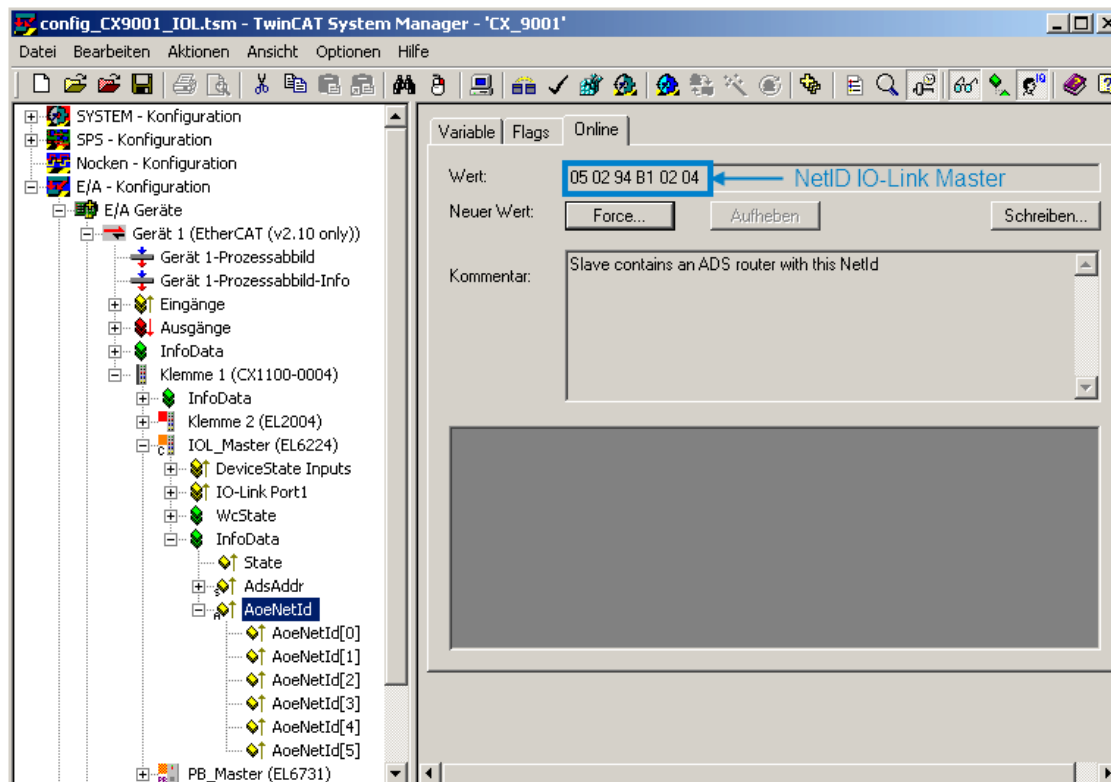 config_CX9001_IOL.tsm - TwinCAT System Manager - 'CX_9001'
Datei Bearbeiten Aktionen Ansicht Optionen Hilfe
SYSTEM - Konfiguration
SPS - Konfiguration
Nocken - Konfiguration
E/A - Konfiguration
E/A Geräte
Gerät 1 (EtherCAT (v2.10 only))
Gerät 1-Prozessabbild
Gerät 1-Prozessabbild-Info
Eingänge
Ausgänge
InfoData
Klemme 1 (CX1100-0004)
InfoData
Klemme 2 (EL2004)
IOL_Master (EL6224)
DeviceState Inputs
IO-Link Port1
WcState
InfoData
State
AdsAddr
AoeNetId
AoeNetId[0]
AoeNetId[1]
AoeNetId[2]
AoeNetId[3]
AoeNetId[4]
AoeNetId[5]
PB_Master (EL6731)
Variable Flags Online
Wert: 05 02 94 B1 02 04 NetID IO-Link Master
Neuer Wert: Force... Aufheben Schreiben...
Kommentar: Slave contains an ADS router with this NetId